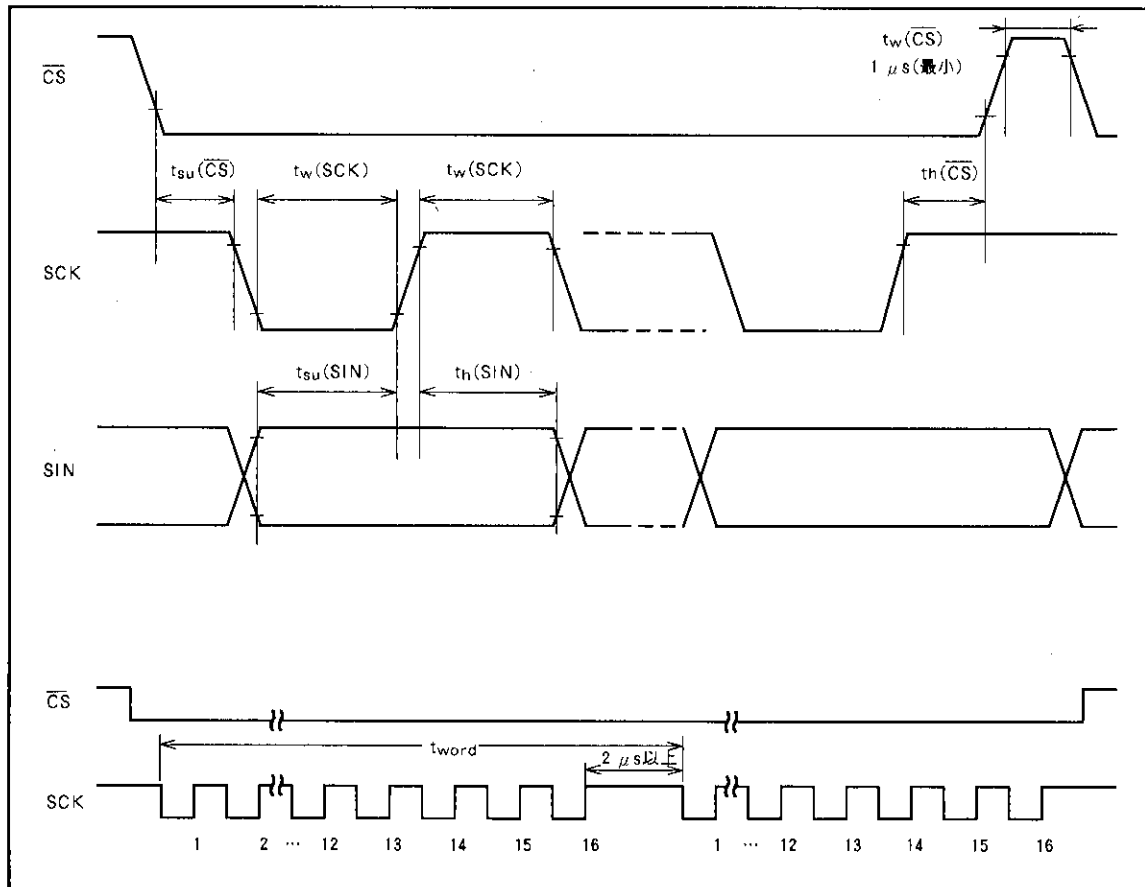 tw(CS)
1 μs(最小)
CS
tsu(CS) tw(SCK) tw(SCK) th(CS)
SCK
tsu(SIN) th(SIN)
SIN
CS
tword
2 μs以上
SCK
1 2 ... 12 13 14 15 16 1 ... 12 13 14 15 16